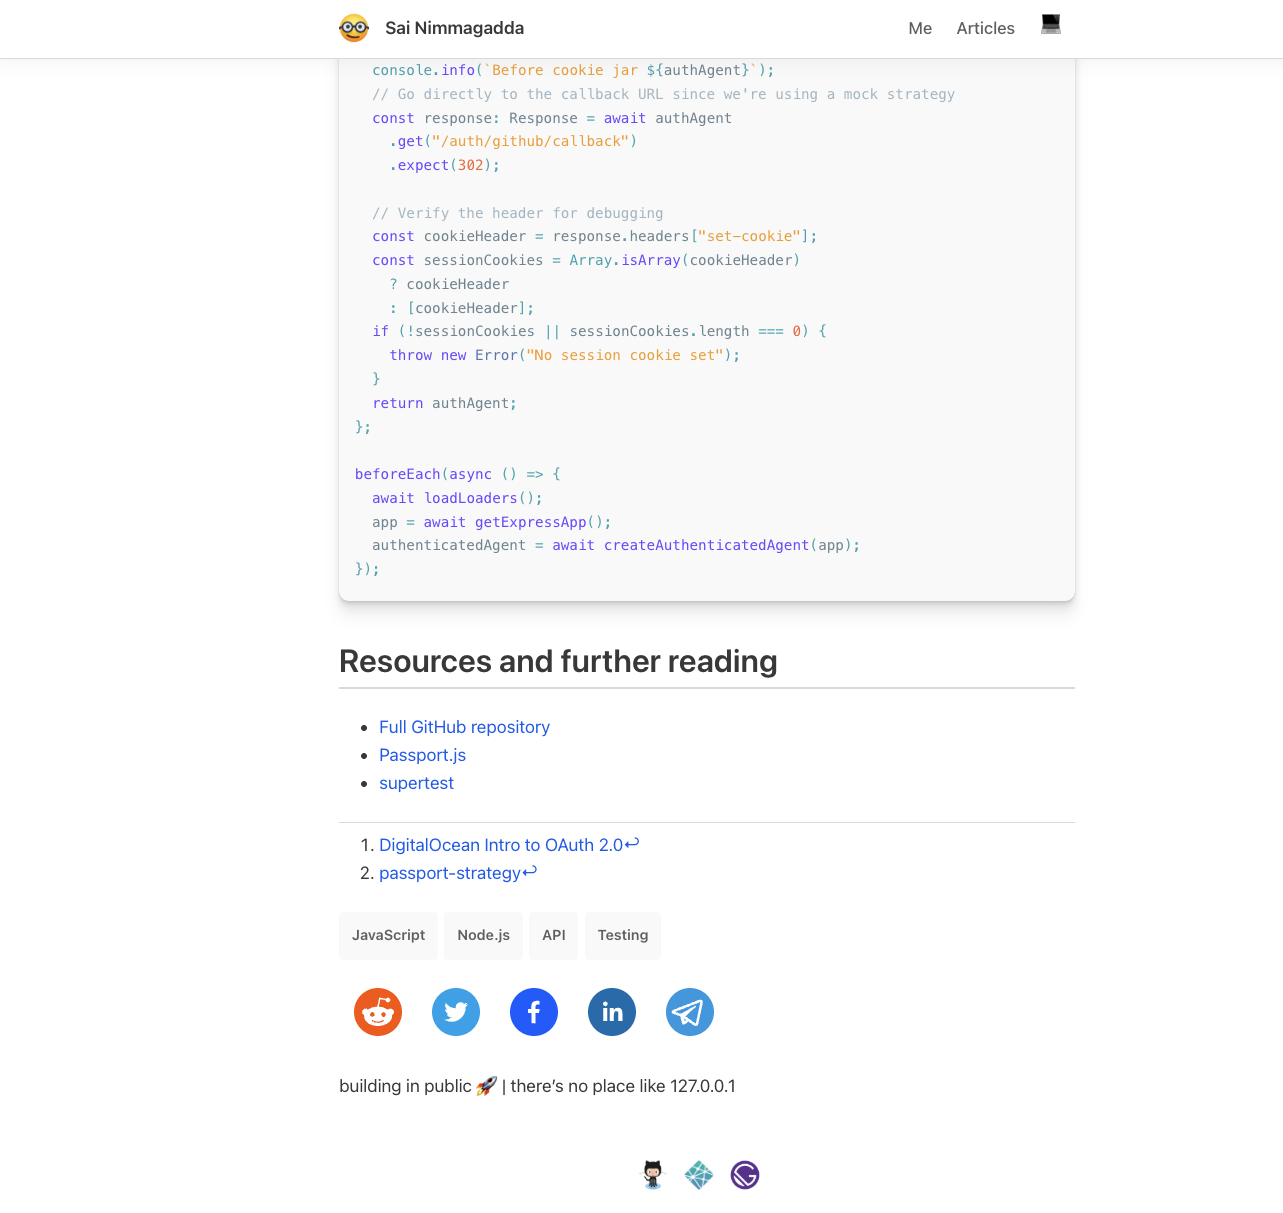 Sai Nimmagadda
Me
Articles
console.info(`Before cookie jar ${authAgent}`);
// Go directly to the callback URL since we're using a mock strategy
const response: Response = await authAgent
.get("/auth/github/callback")
.expect(302);
// Verify the header for debugging
const cookieHeader = response.headers["set-cookie"];
const sessionCookies = Array.isArray(cookieHeader)
? cookieHeader
: [cookieHeader];
if (!sessionCookies || sessionCookies.length === 0) {
throw new Error("No session cookie set");
}
return authAgent;
};
beforeEach(async () => {
await loadLoaders();
app = await getExpressApp();
authenticatedAgent = await createAuthenticatedAgent(app);
});
Resources and further reading
• Full GitHub repository
• Passport.js
• supertest
1. DigitalOcean Intro to OAuth 2.0↩
2. passport-strategy↩
JavaScript
Node.js
API
Testing
building in public 🚀 | there's no place like 127.0.0.1